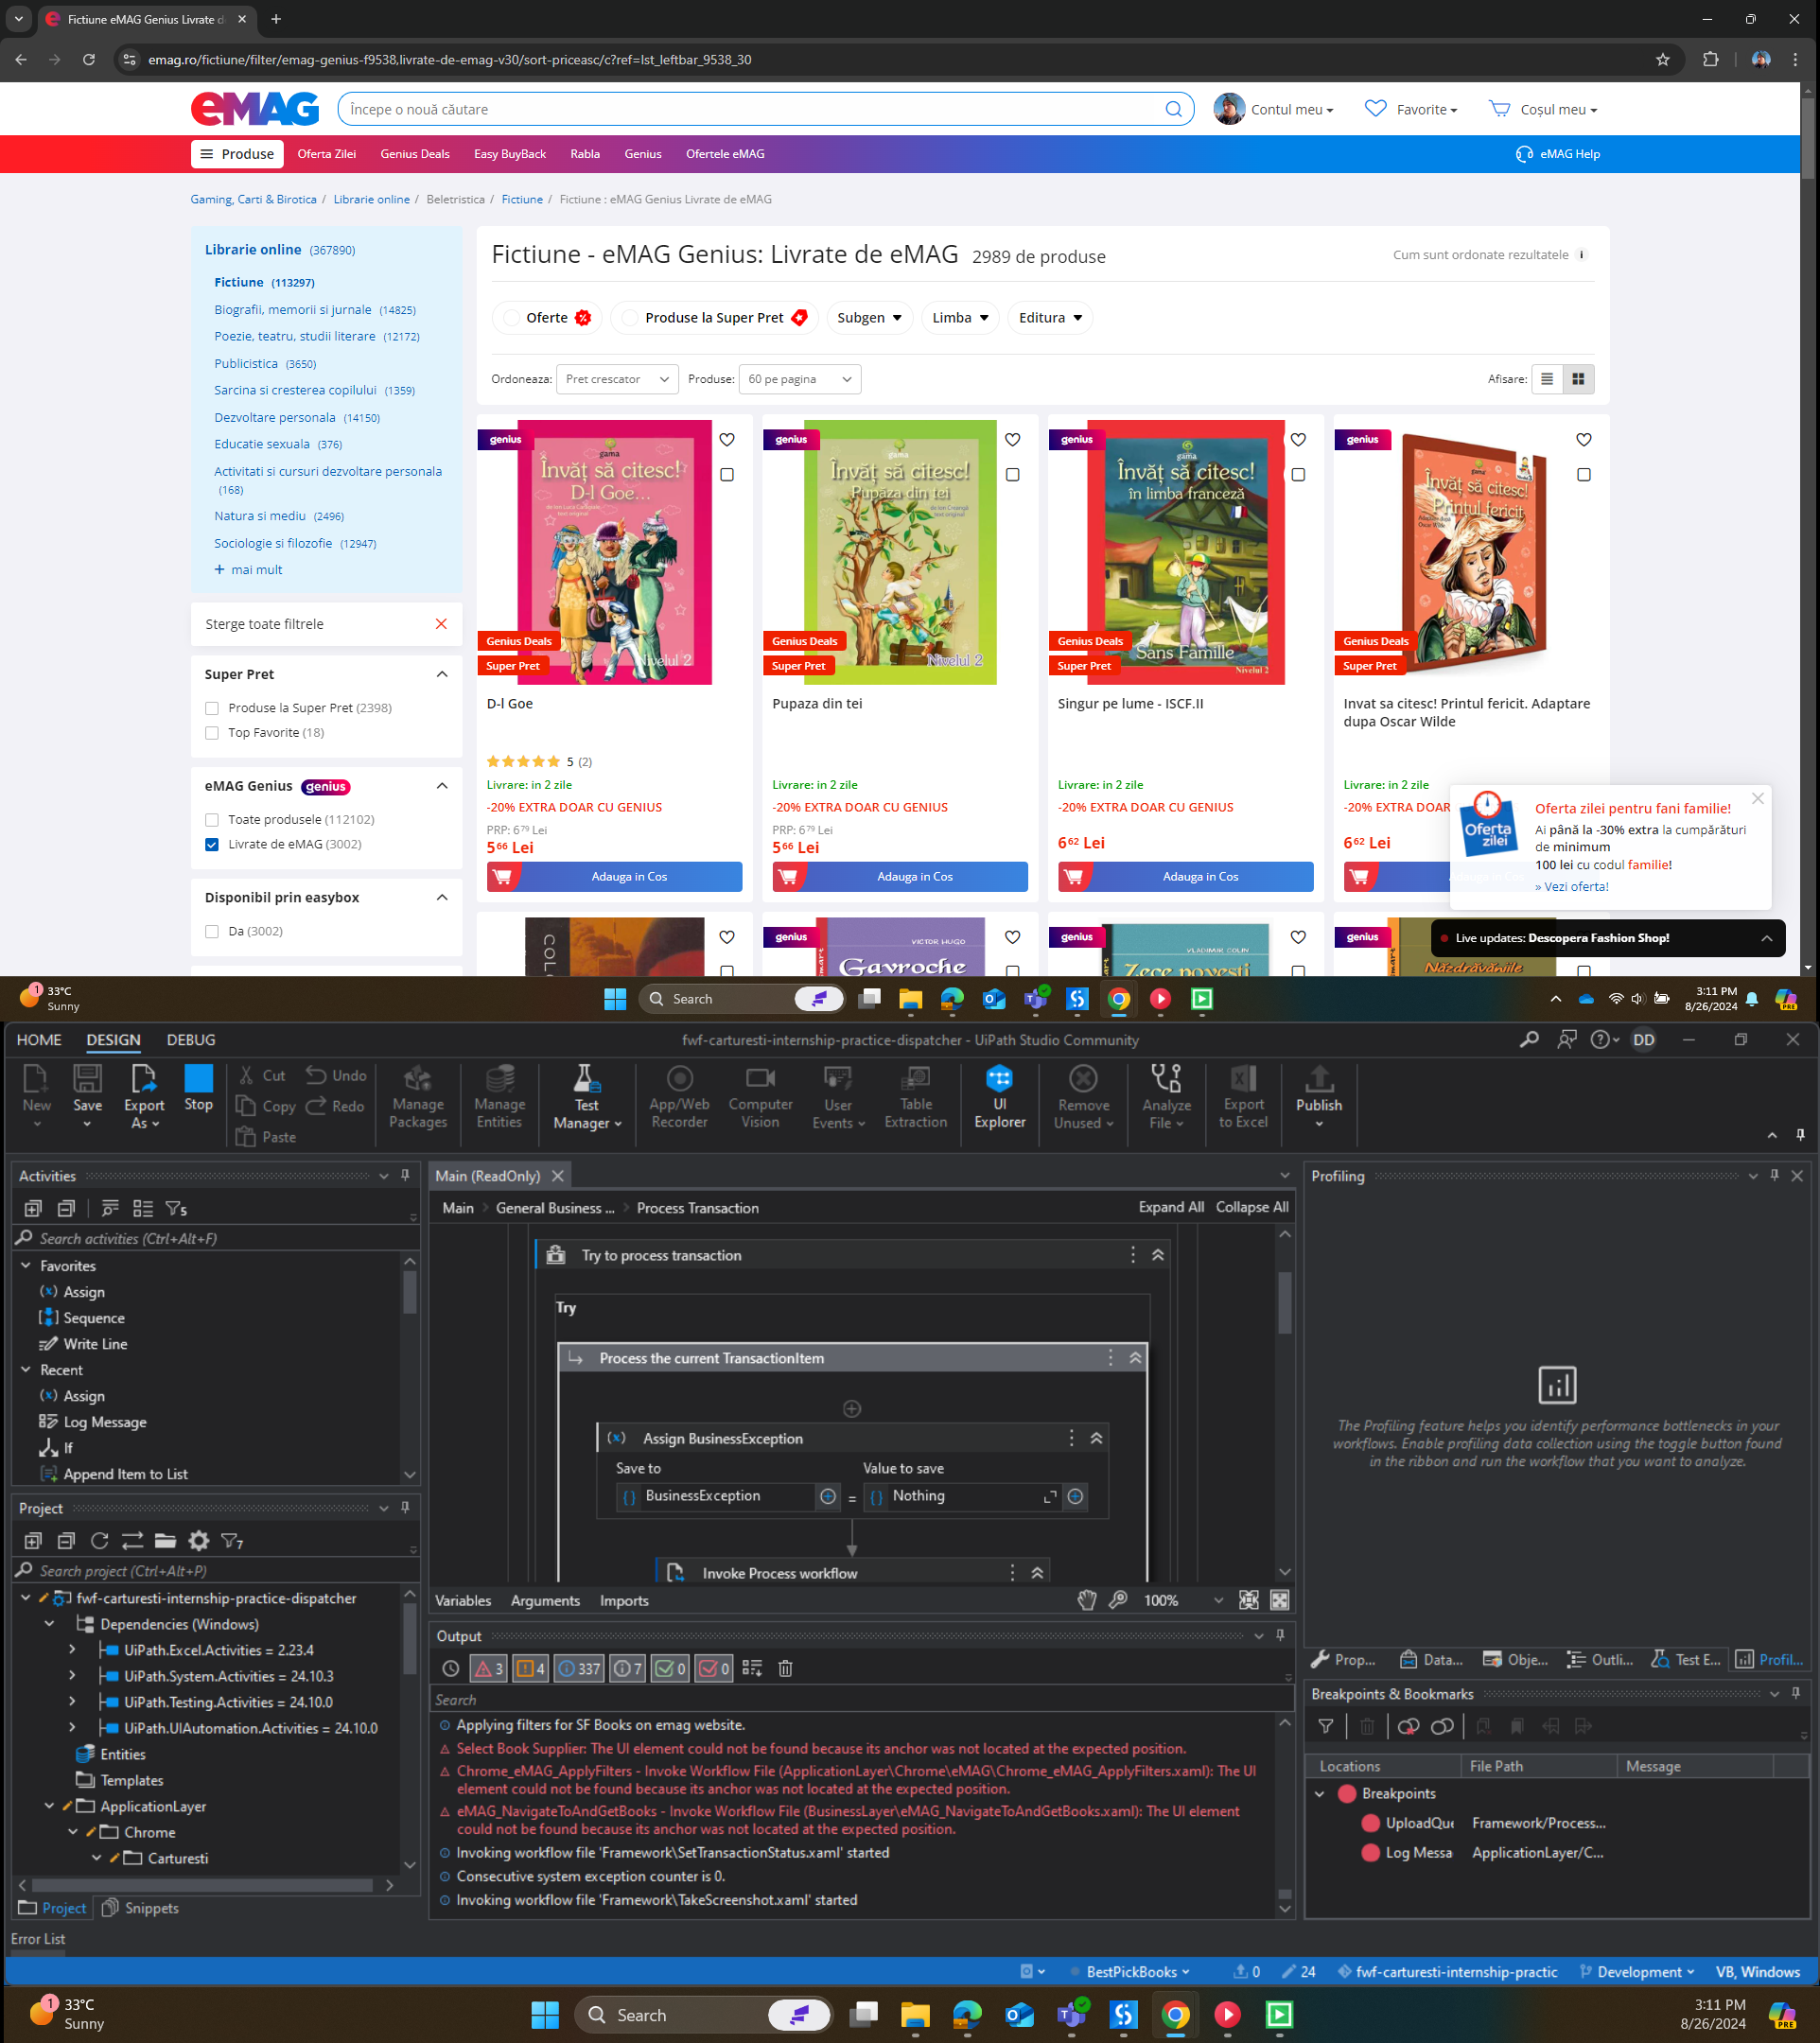 Fictiune eMAG Genius Livrate d
emag.ro/fictiune/filter/emag-genius-f9538,livrate-de-emag-v30/sort-priceasc/c?ref=lst_leftbar_9538_30
eMAG
Începe o nouă căutare
Contul meu
Favorite
Coșul meu
Produse
Oferta Zilei
Genius Deals
Easy BuyBack
Rabla
Genius
Ofertele eMAG
eMAG Help
Gaming, Carti & Birotica / Librarie online / Beletristica / Fictiune / Fictiune : eMAG Genius Livrate de eMAG
Librarie online (367890)
Fictiune (113297)
Biografii, memorii si jurnale (14825)
Poezie, teatru, studii literare (12172)
Publicistica (3650)
Sarcina si cresterea copilului (1359)
Dezvoltare personala (14150)
Educatie sexuala (376)
Activitati si cursuri dezvoltare personala
(168)
Natura si mediu (2496)
Sociologie si filozofie (12947)
+ mai mult
Sterge toate filtrele
Super Pret
Produse la Super Pret (2398)
Top Favorite (18)
eMAG Genius genius
Toate produsele (112102)
Livrate de eMAG (3002)
Disponibil prin easybox
Da (3002)
Fictiune - eMAG Genius: Livrate de eMAG 2989 de produse
Cum sunt ordonate rezultatele i
Oferte
Produse la Super Pret
Subgen
Limba
Editura
Ordoneaza: Pret crescator
Produse: 60 pe pagina
Afisare:
genius
gama
Învăț să citesc!
D-l Goe...
Nivelul 2
Genius Deals
Super Pret
D-l Goe
5 (2)
Livrare: in 2 zile
-20% EXTRA DOAR CU GENIUS
PRP: 679 Lei
566 Lei
Adauga in Cos
genius
gama
Învăț să citesc!
Pupaza din tei
Nivelul 2
Genius Deals
Super Pret
Pupaza din tei
Livrare: in 2 zile
-20% EXTRA DOAR CU GENIUS
PRP: 679 Lei
566 Lei
Adauga in Cos
genius
gama
Învăț să citesc!
în limba franceză
Sans Famille
Nivelul 2
Genius Deals
Super Pret
Singur pe lume - ISCF.II
Livrare: in 2 zile
-20% EXTRA DOAR CU GENIUS
662 Lei
Adauga in Cos
genius
gama
Învăț să citesc!
Prințul fericit
Genius Deals
Super Pret
Invat sa citesc! Printul fericit. Adaptare
dupa Oscar Wilde
Livrare: in 2 zile
-20% EXTRA DOAR
662 Lei
Oferta
zilei
Oferta zilei pentru fani familie!
Ai până la -30% extra la cumpărături
de minimum
100 lei cu codul familie!
» Vezi oferta!
Live updates: Descopera Fashion Shop!
COL
genius
VICTOR HUGO
Gavroche
genius
VLADIMIR COLIN
Zece povești
genius
Năzdrăvăniile
1
33°C
Sunny
Search
3:11 PM
8/26/2024
HOME
DESIGN
DEBUG
fwf-carturesti-internship-practice-dispatcher - UiPath Studio Community
DD
New
Save
Export
As
Stop
Cut
Copy
Paste
Undo
Redo
Manage
Packages
Manage
Entities
Test
Manager
App/Web
Recorder
Computer
Vision
User
Events
Table
Extraction
UI
Explorer
Remove
Unused
Analyze
File
Export
to Excel
Publish
Activities
5
Search activities (Ctrl+Alt+F)
Favorites
Assign
Sequence
Write Line
Recent
Assign
Log Message
If
Append Item to List
Project
7
Search project (Ctrl+Alt+P)
fwf-carturesti-internship-practice-dispatcher
Dependencies (Windows)
UiPath.Excel.Activities = 2.23.4
UiPath.System.Activities = 24.10.3
UiPath.Testing.Activities = 24.10.0
UiPath.UIAutomation.Activities = 24.10.0
Entities
Templates
ApplicationLayer
Chrome
Carturesti
Project
Snippets
Error List
Main (ReadOnly)
Main > General Business ... > Process Transaction
Expand All Collapse All
Try to process transaction
Try
Process the current TransactionItem
Assign BusinessException
Save to
Value to save
BusinessException = Nothing
Invoke Process workflow
Variables
Arguments
Imports
100%
Output
3
4
337
7
0
0
Search
Applying filters for SF Books on emag website.
Select Book Supplier: The UI element could not be found because its anchor was not located at the expected position.
Chrome_eMAG_ApplyFilters - Invoke Workflow File (ApplicationLayer\Chrome\eMAG\Chrome_eMAG_ApplyFilters.xaml): The UI
element could not be found because its anchor was not located at the expected position.
eMAG_NavigateToAndGetBooks - Invoke Workflow File (BusinessLayer\eMAG_NavigateToAndGetBooks.xaml): The UI element
could not be found because its anchor was not located at the expected position.
Invoking workflow file 'Framework\SetTransactionStatus.xaml' started
Consecutive system exception counter is 0.
Invoking workflow file 'Framework\TakeScreenshot.xaml' started
Profiling
The Profiling feature helps you identify performance bottlenecks in your
workflows. Enable profiling data collection using the toggle button found
in the ribbon and run the workflow that you want to analyze.
Prop...
Data...
Obje...
Outli...
Test E...
Profil...
Breakpoints & Bookmarks
Locations
File Path
Message
Breakpoints
UploadQue Framework/Process...
Log Messa ApplicationLayer/C...
BestPickBooks
0
24
fwf-carturesti-internship-practic
Development
VB, Windows
1
33°C
Sunny
Search
3:11 PM
8/26/2024